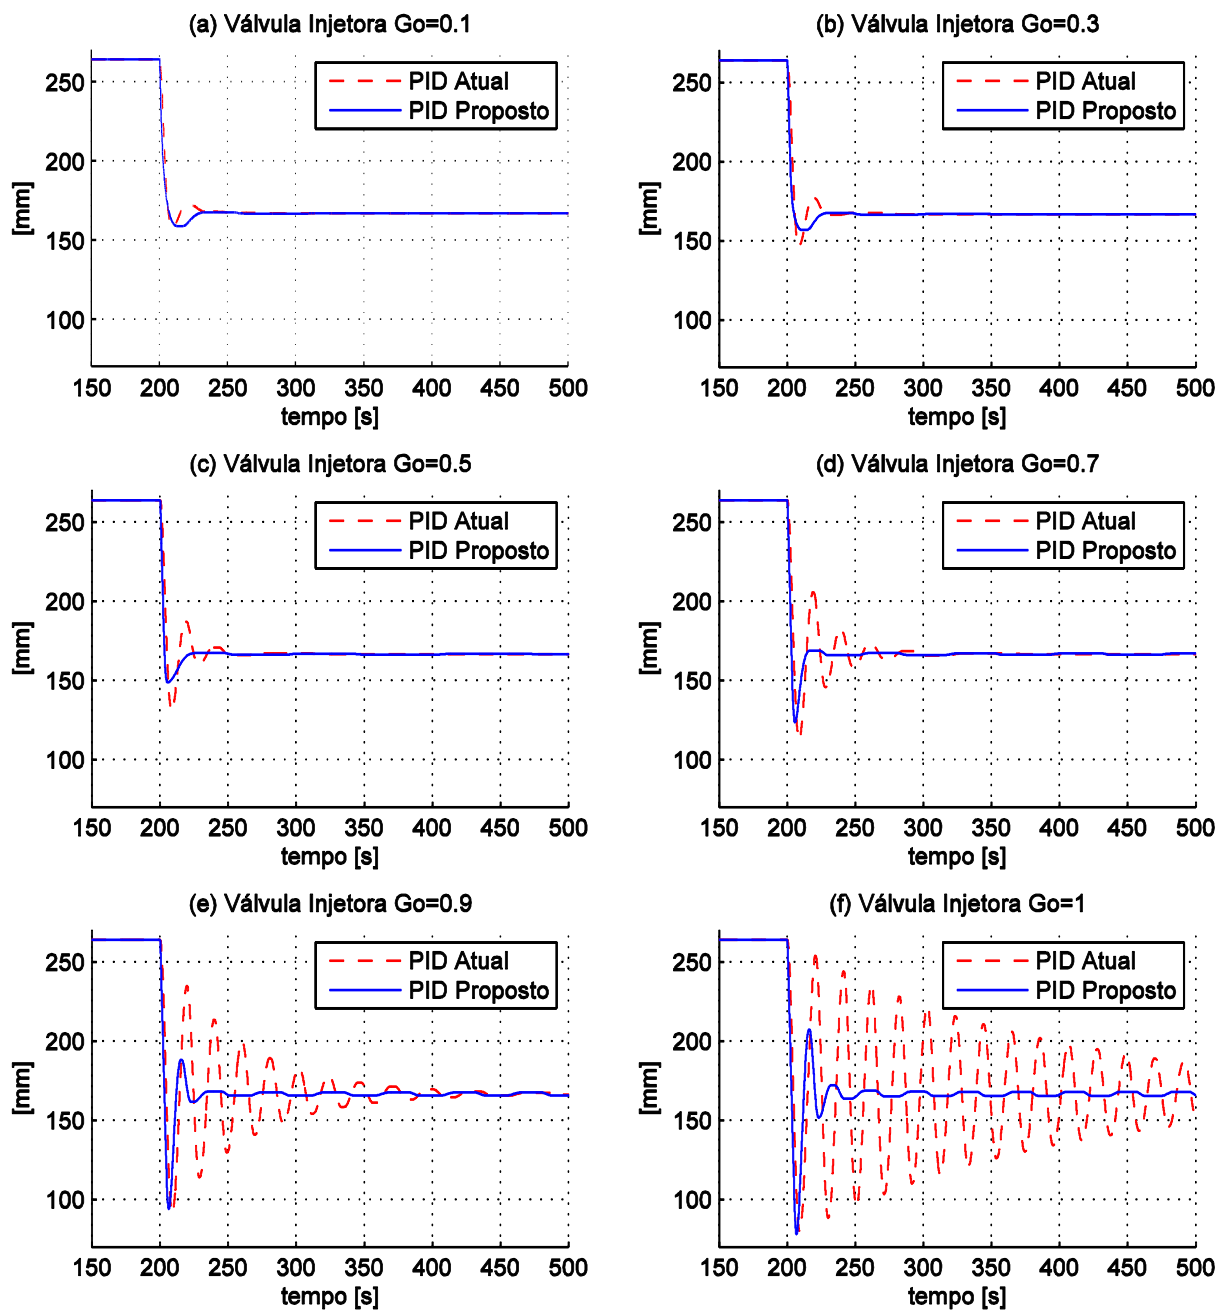 (a) Válvula Injetora Go=0.1
PID Atual
PID Proposto
[mm]
250
200
150
100
150 200 250 300 350 400 450 500
tempo [s]
(b) Válvula Injetora Go=0.3
PID Atual
PID Proposto
[mm]
250
200
150
100
150 200 250 300 350 400 450 500
tempo [s]
(c) Válvula Injetora Go=0.5
PID Atual
PID Proposto
[mm]
250
200
150
100
150 200 250 300 350 400 450 500
tempo [s]
(d) Válvula Injetora Go=0.7
PID Atual
PID Proposto
[mm]
250
200
150
100
150 200 250 300 350 400 450 500
tempo [s]
(e) Válvula Injetora Go=0.9
PID Atual
PID Proposto
[mm]
250
200
150
100
150 200 250 300 350 400 450 500
tempo [s]
(f) Válvula Injetora Go=1
PID Atual
PID Proposto
[mm]
250
200
150
100
150 200 250 300 350 400 450 500
tempo [s]